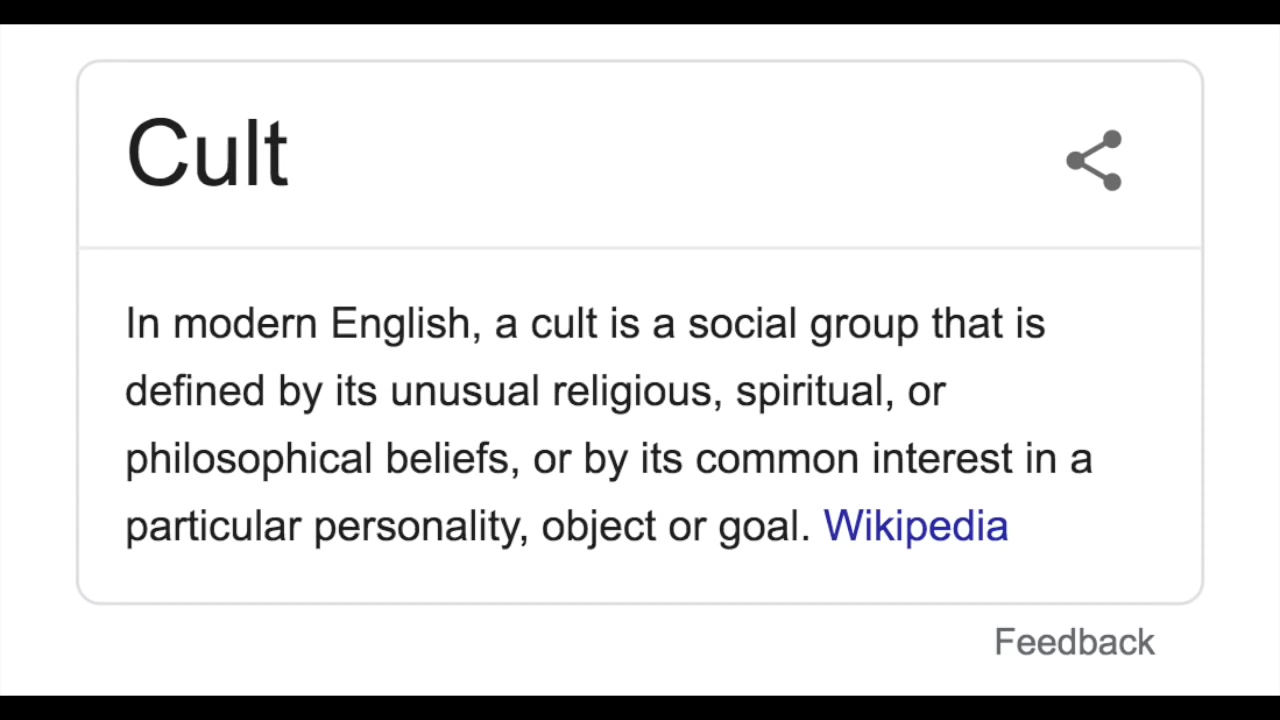 Cult
In modern English, a cult is a social group that is
defined by its unusual religious, spiritual, or
philosophical beliefs, or by its common interest in a
particular personality, object or goal. Wikipedia
Feedback